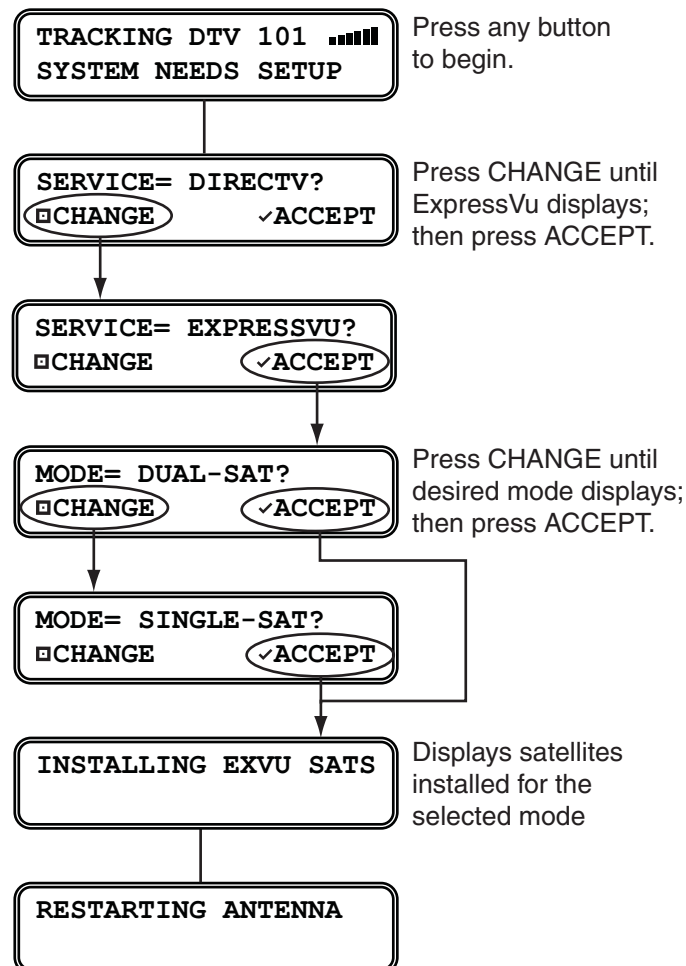 TRACKING DTV 101
SYSTEM NEEDS SETUP
Press any button
to begin.
SERVICE= DIRECTV?
CHANGE ✓ACCEPT
Press CHANGE until
ExpressVu displays;
then press ACCEPT.
SERVICE= EXPRESSVU?
CHANGE ✓ACCEPT
MODE= DUAL-SAT?
CHANGE ✓ACCEPT
Press CHANGE until
desired mode displays;
then press ACCEPT.
MODE= SINGLE-SAT?
CHANGE ✓ACCEPT
INSTALLING EXVU SATS
Displays satellites
installed for the
selected mode
RESTARTING ANTENNA